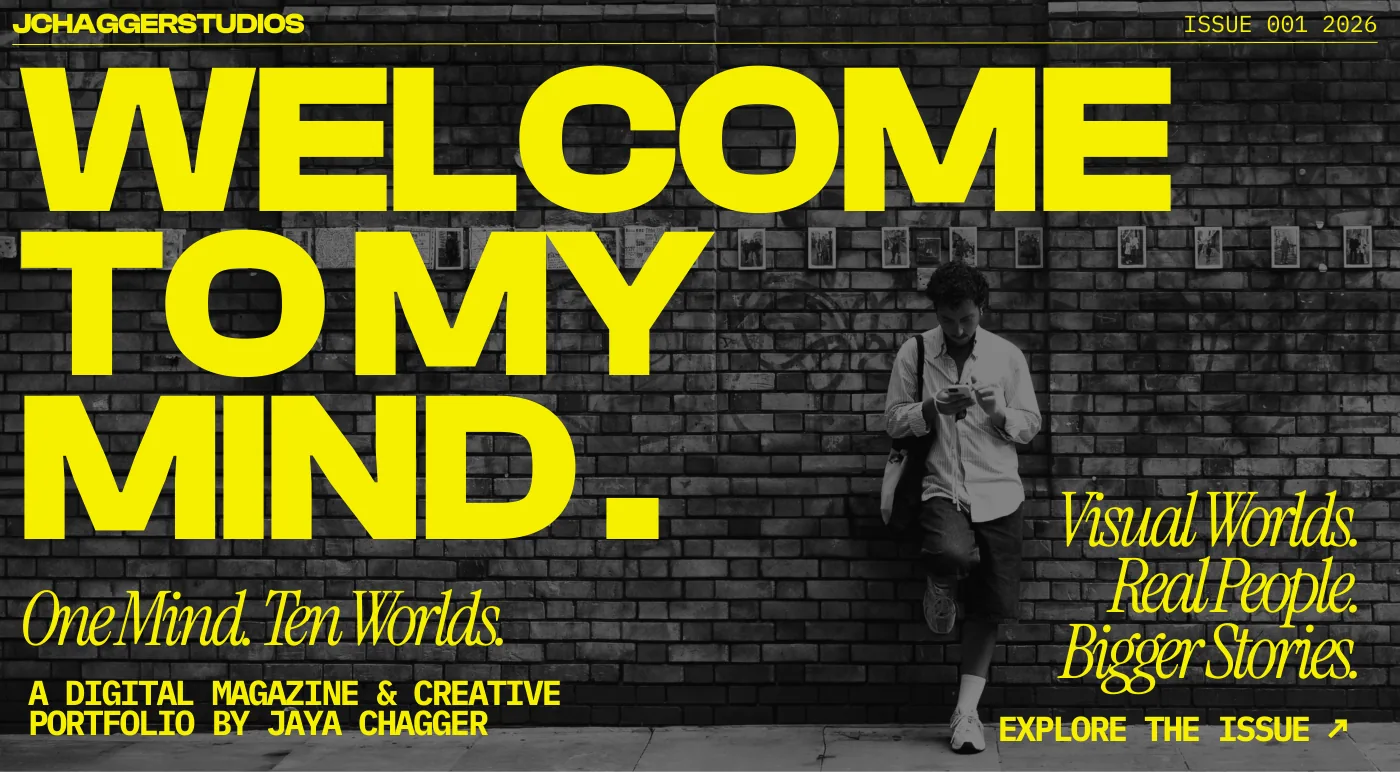 JCHAGGERSTUDIOS
ISSUE 001 2026
WELCOME
TO MY
MIND.
One Mind. Ten Worlds.
A DIGITAL MAGAZINE & CREATIVE
PORTFOLIO BY JAYA CHAGGER
Visual Worlds.
Real People.
Bigger Stories.
EXPLORE THE ISSUE ↗